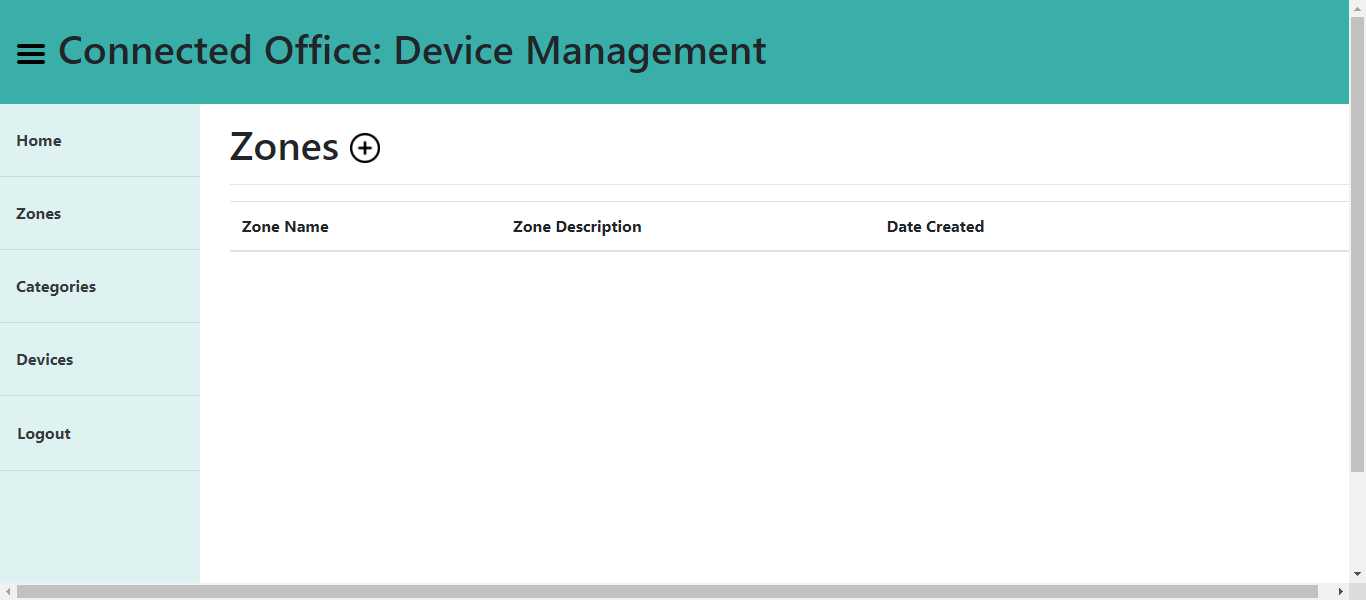 Connected Office: Device Management
Home
Zones
Categories
Devices
Logout
Zones
Zone Name Zone Description Date Created